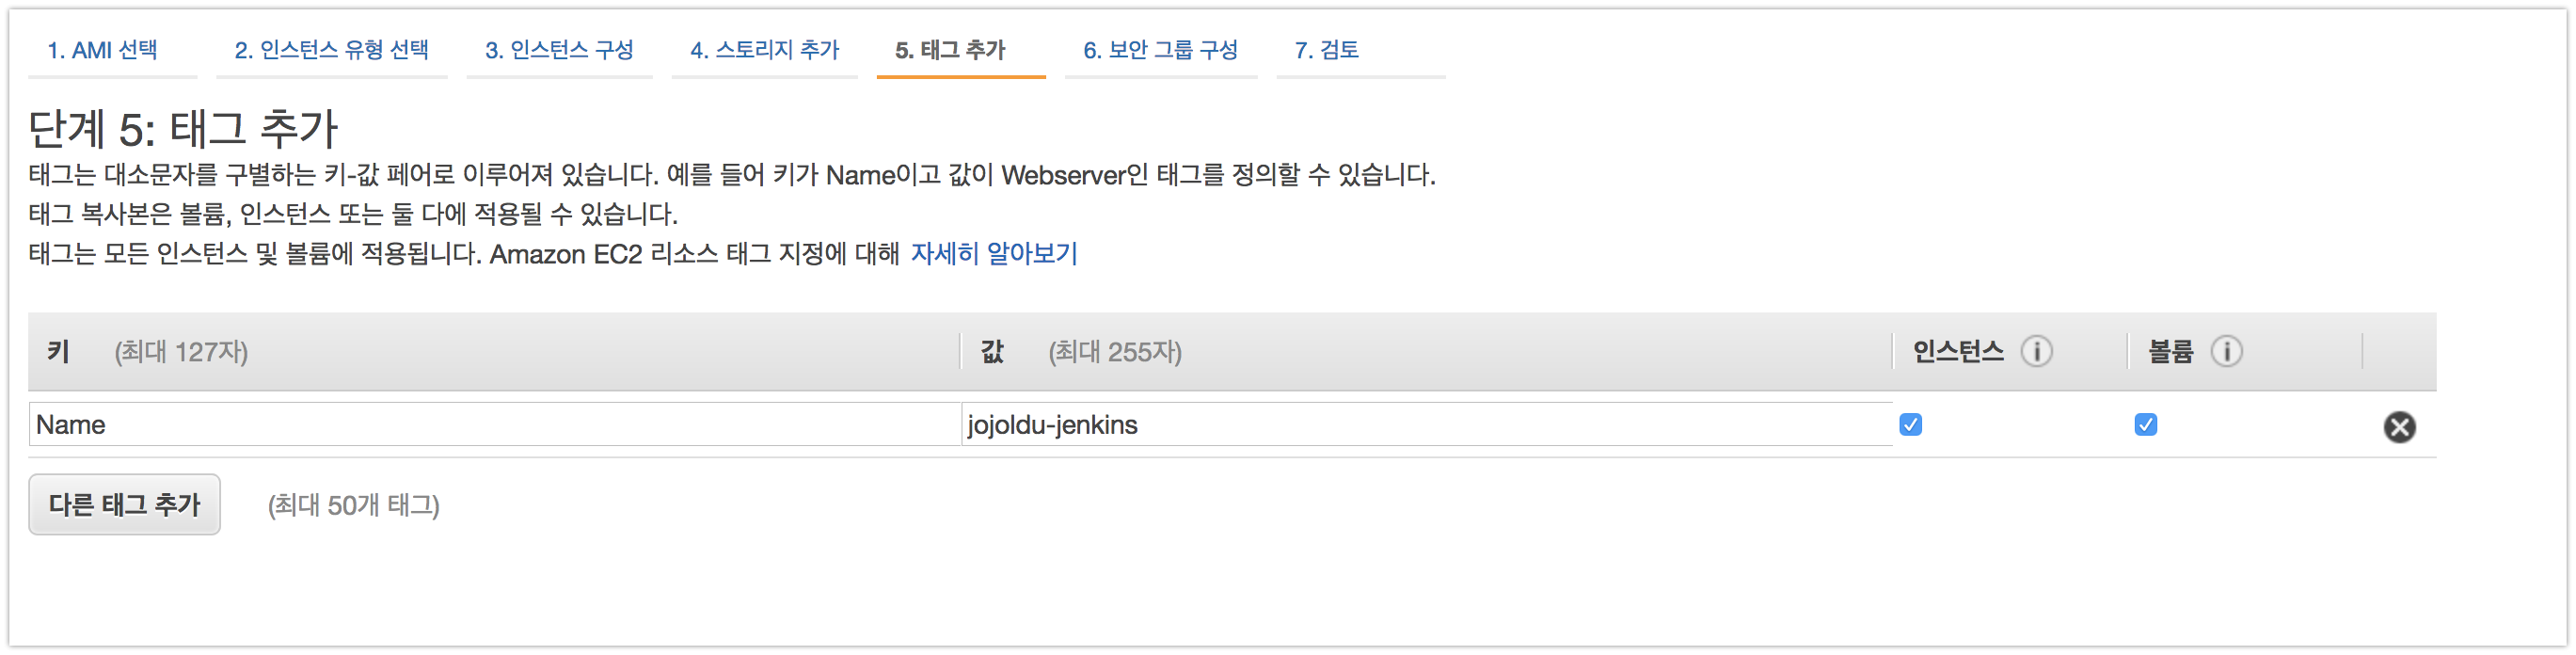 1. AMI 선택 2. 인스턴스 유형 선택 3. 인스턴스 구성 4. 스토리지 추가 5. 태그 추가 6. 보안 그룹 구성 7. 검토
단계 5: 태그 추가
태그는 대소문자를 구별하는 키-값 페어로 이루어져 있습니다. 예를 들어 키가 Name이고 값이 Webserver인 태그를 정의할 수 있습니다.
태그 복사본은 볼륨, 인스턴스 또는 둘 다에 적용될 수 있습니다.
태그는 모든 인스턴스 및 볼륨에 적용됩니다. Amazon EC2 리소스 태그 지정에 대해 자세히 알아보기
키 (최대 127자) 값 (최대 255자) 인스턴스 i 볼륨 i
Name jojoldu-jenkins
다른 태그 추가 (최대 50개 태그)